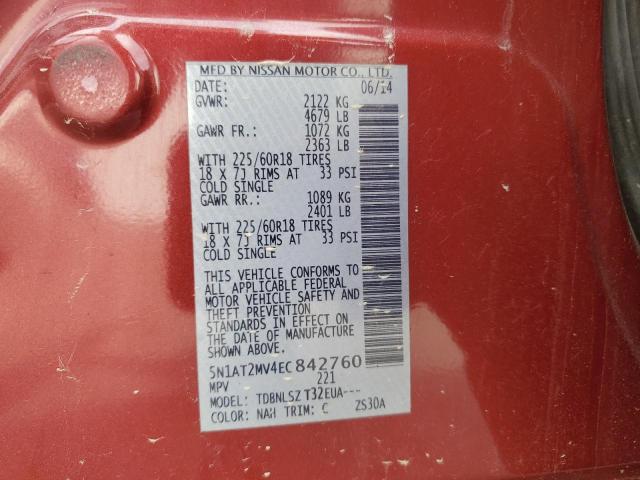 MFD BY NISSAN MOTOR CO., LTD.
DATE: 06/14
GVWR: 2122 KG
4679 LB
GAWR FR.: 1072 KG
2363 LB
WITH 225/60R18 TIRES
18 X 7J RIMS AT 33 PSI
COLD SINGLE
GAWR RR.: 1089 KG
2401 LB
WITH 225/60R18 TIRES
18 X 7J RIMS AT 33 PSI
COLD SINGLE
THIS VEHICLE CONFORMS TO
ALL APPLICABLE FEDERAL
MOTOR VEHICLE SAFETY AND
THEFT PREVENTION
STANDARDS IN EFFECT ON
THE DATE OF MANUFACTURE
SHOWN ABOVE.
5N1AT2MV4EC842760
MPV 221
MODEL: TDBNLSZ T32EUA---
COLOR: NAH TRIM: C ZS30A